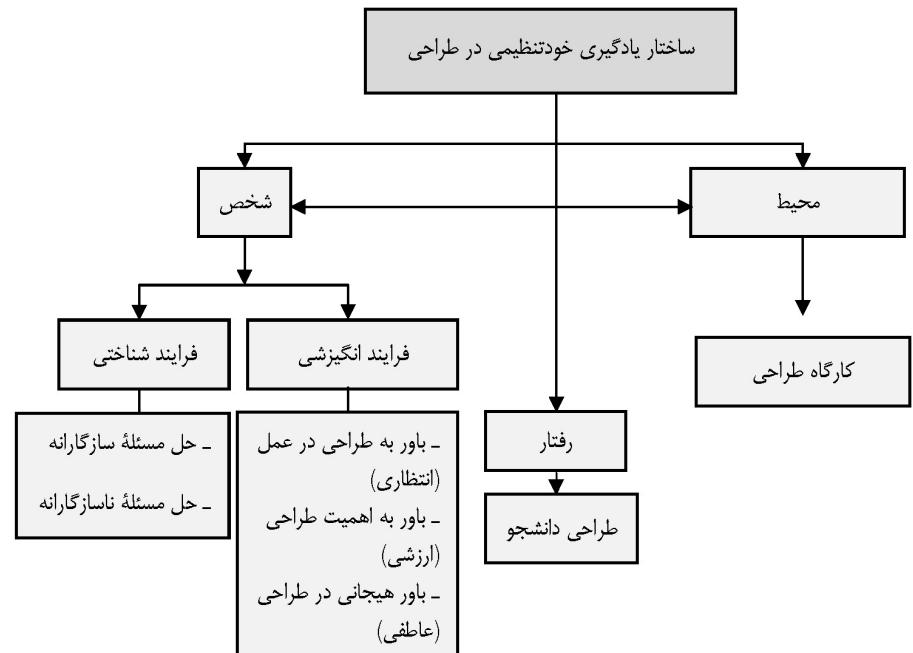 ساختار یادگیری خودتنظیمی در طراحی
محیط
شخص
کارگاه طراحی
فرایند انگیزشی
فرایند شناختی
ـ باور به طراحی در عمل
(انتظاری)
ـ باور به اهمیت طراحی
(ارزشی)
ـ باور هیجانی در طراحی
(عاطفی)
ـ حل مسئلهٔ سازگارانه
ـ حل مسئلهٔ ناسازگارانه
رفتار
طراحی دانشجو